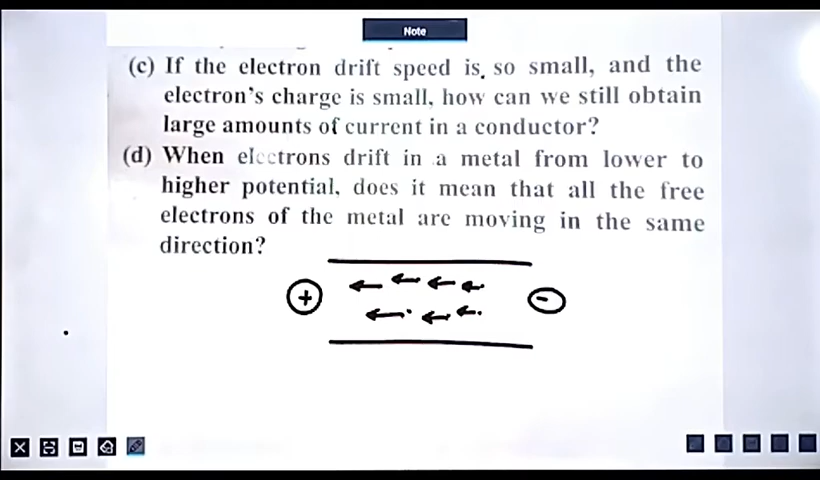 Note
(c) If the electron drift speed is so small, and the
electron's charge is small, how can we still obtain
large amounts of current in a conductor?
(d) When electrons drift in a metal from lower to
higher potential, does it mean that all the free
electrons of the metal are moving in the same
direction?
+ -